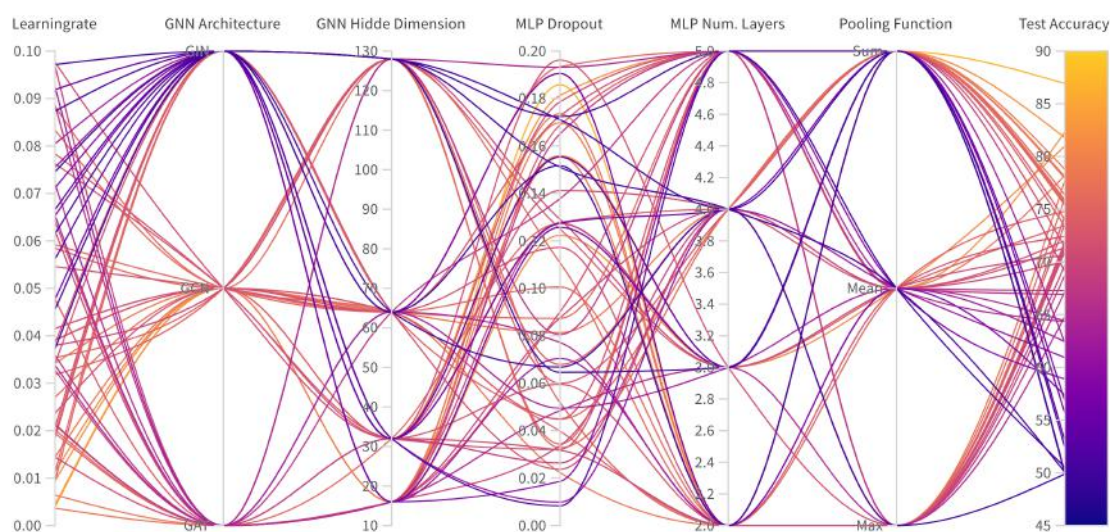 Learningrate GNN Architecture GNN Hidde Dimension MLP Dropout MLP Num. Layers Pooling Function Test Accuracy
0.10 GIN 130 0.20 5.0 Sum 90
0.09 120 0.18 4.8 85
0.08 110 0.16 4.6 80
0.07 100 0.14 4.4 75
0.06 90 0.12 4.2 70
0.05 GCN 80 0.10 4.0 Mean 65
0.04 70 0.08 3.8
0.03 60 0.06 3.6 55
0.02 50 0.04 3.4 50
0.01 40 0.02 3.2 45
0.00 GAT 30 0.00 3.0 Max
20 2.8
10 2.6
2.4
2.2
2.0